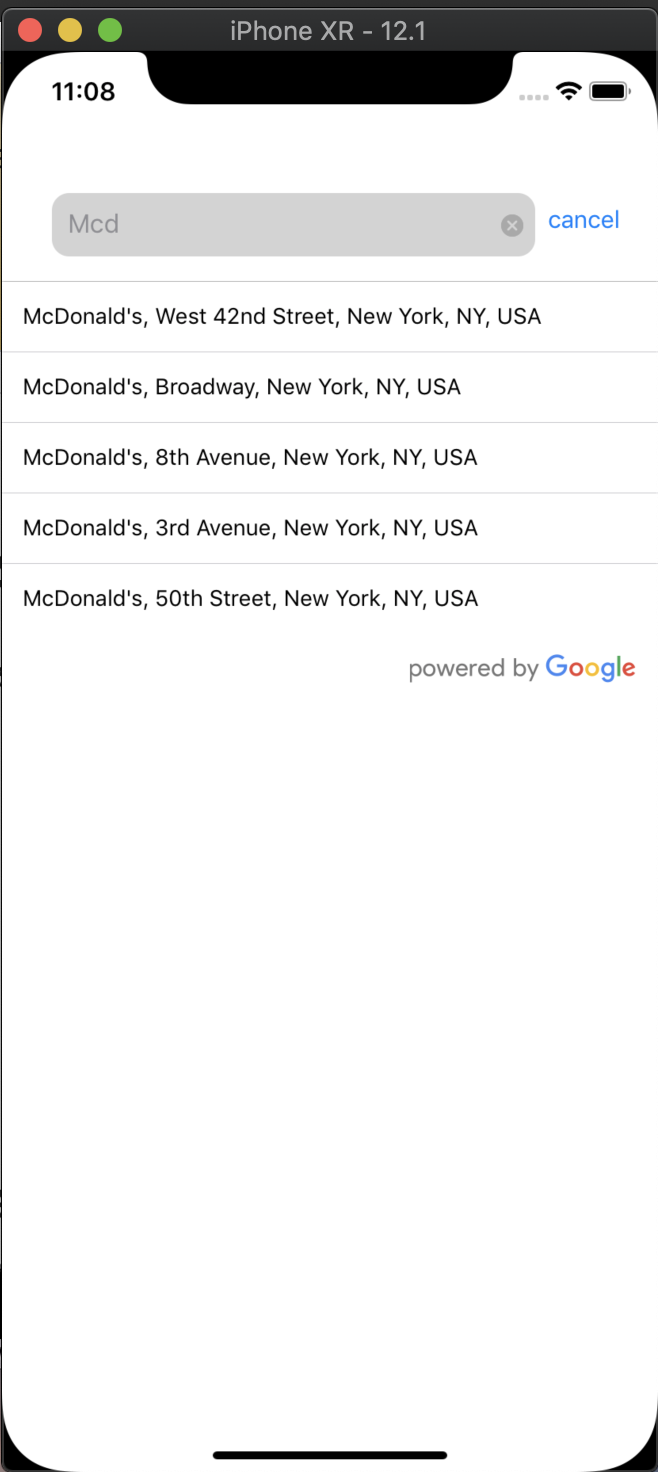 iPhone XR - 12.1
11:08
Mcd
cancel
McDonald's, West 42nd Street, New York, NY, USA
McDonald's, Broadway, New York, NY, USA
McDonald's, 8th Avenue, New York, NY, USA
McDonald's, 3rd Avenue, New York, NY, USA
McDonald's, 50th Street, New York, NY, USA
powered by Google